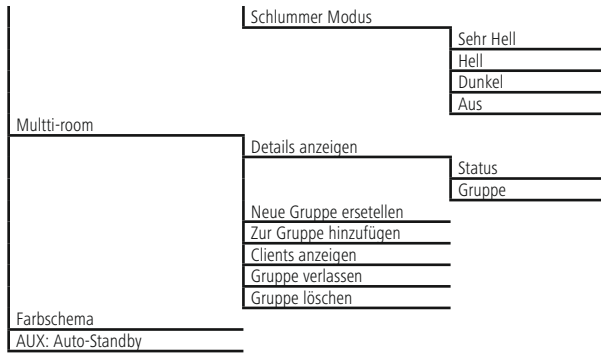 Schlummer Modus
Sehr Hell
Hell
Dunkel
Aus
Multti-room
Details anzeigen
Status
Gruppe
Neue Gruppe ersetellen
Zur Gruppe hinzufügen
Clients anzeigen
Gruppe verlassen
Gruppe löschen
Farbschema
AUX: Auto-Standby